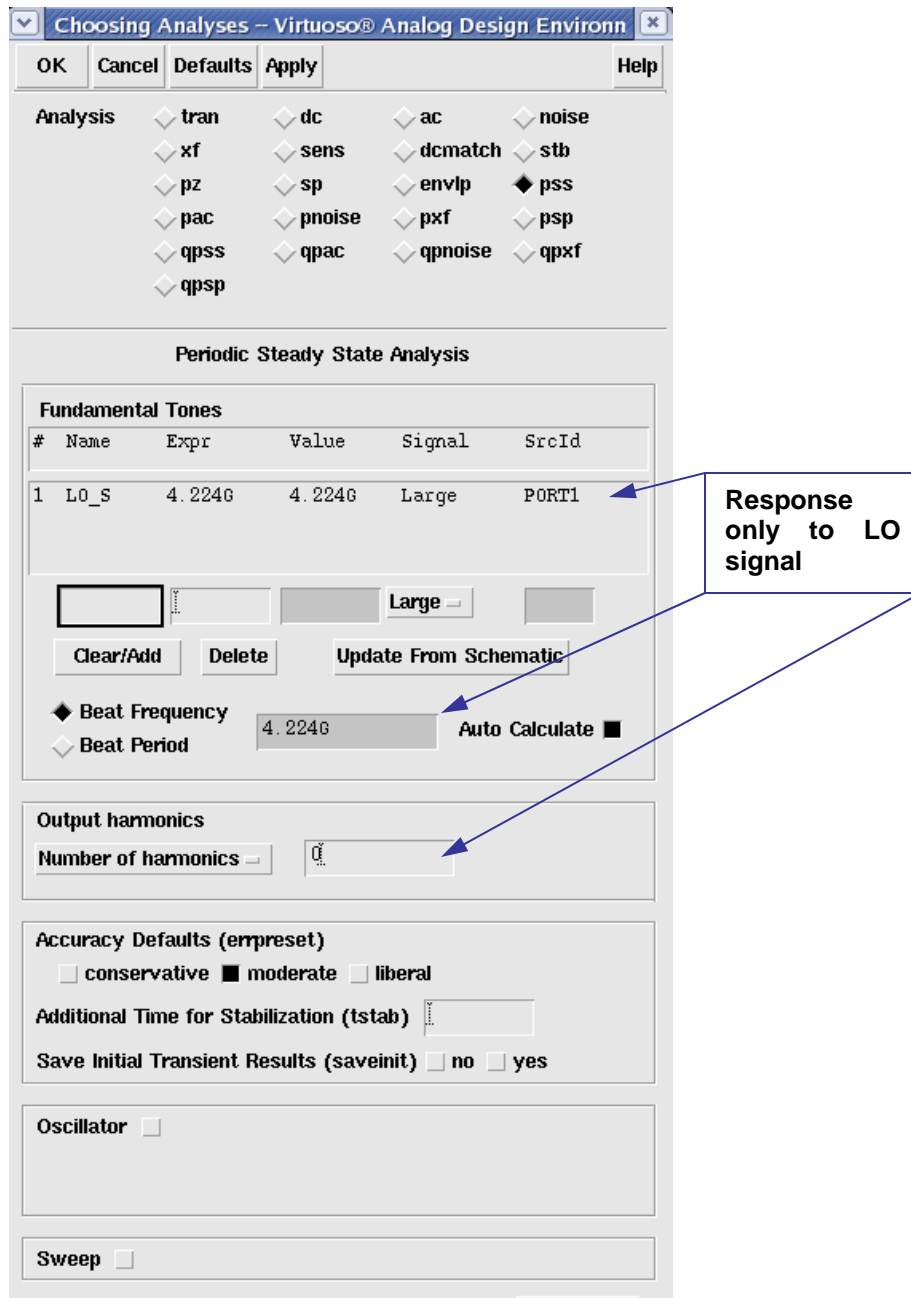 Choosing Analyses -- Virtuoso® Analog Design Environn
OK Cancel Defaults Apply Help
Analysis tran dc ac noise
xf sens dcmatch stb
pz sp envlp pss
pac pnoise pxf psp
qpss qpac qpnoise qpxf
qpsp
Periodic Steady State Analysis
Fundamental Tones
# Name Expr Value Signal SrcId
1 LO_S 4.224G 4.224G Large PORT1
Response
only to LO
signal
Large
Clear/Add Delete Update From Schematic
Beat Frequency
4.224G Auto Calculate
Beat Period
Output harmonics
Number of harmonics 0
Accuracy Defaults (errpreset)
conservative moderate liberal
Additional Time for Stabilization (tstab)
Save Initial Transient Results (saveinit) no yes
Oscillator
Sweep